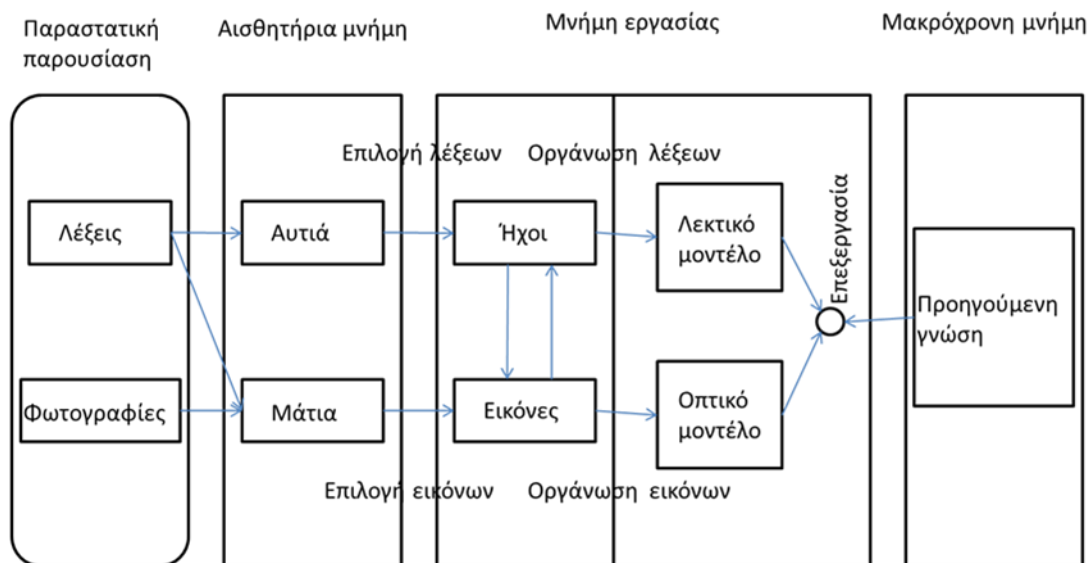 Παραστατική
παρουσίαση
Αισθητήρια μνήμη
Μνήμη εργασίας
Μακρόχρονη μνήμη
Επιλογή λέξεων
Οργάνωση λέξεων
Λέξεις
Αυτιά
Ήχοι
Λεκτικό
μοντέλο
Επεξεργασία
Προηγούμενη
γνώση
Φωτογραφίες
Μάτια
Εικόνες
Οπτικό
μοντέλο
Επιλογή εικόνων
Οργάνωση εικόνων